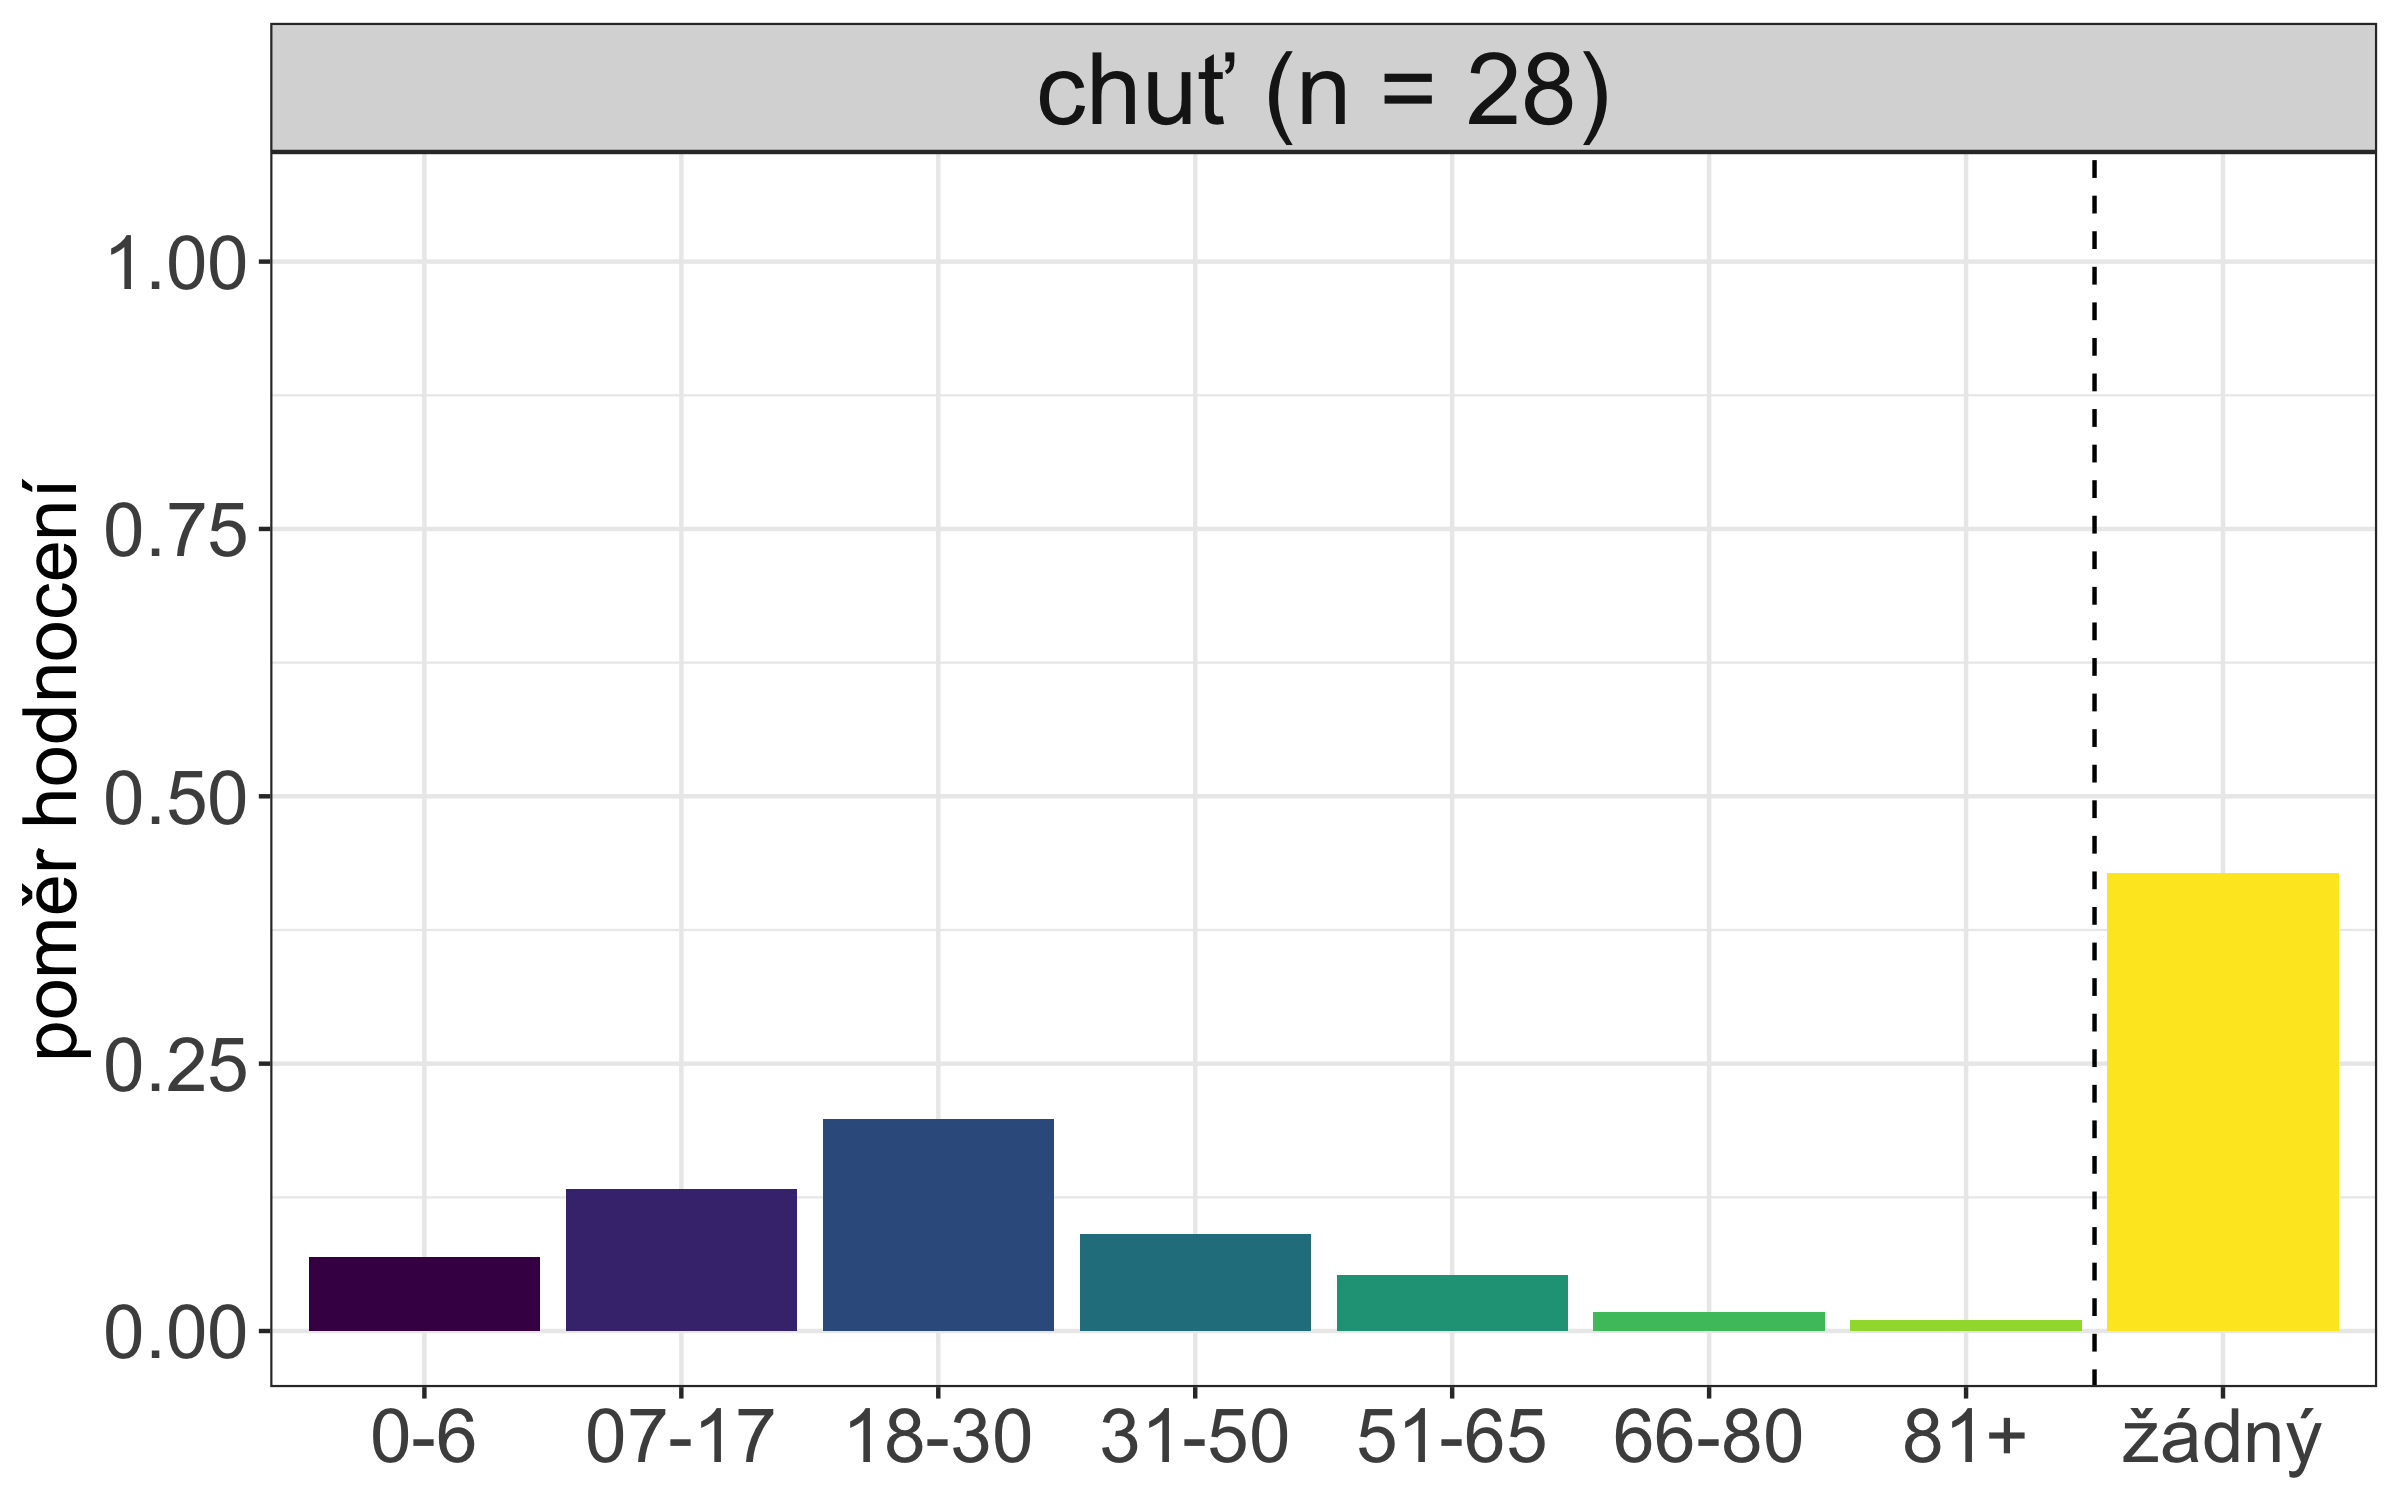 chuť (n = 28)
poměr hodnocení
1.00
0.75
0.50
0.25
0.00
0-6 07-17 18-30 31-50 51-65 66-80 81+ žádný